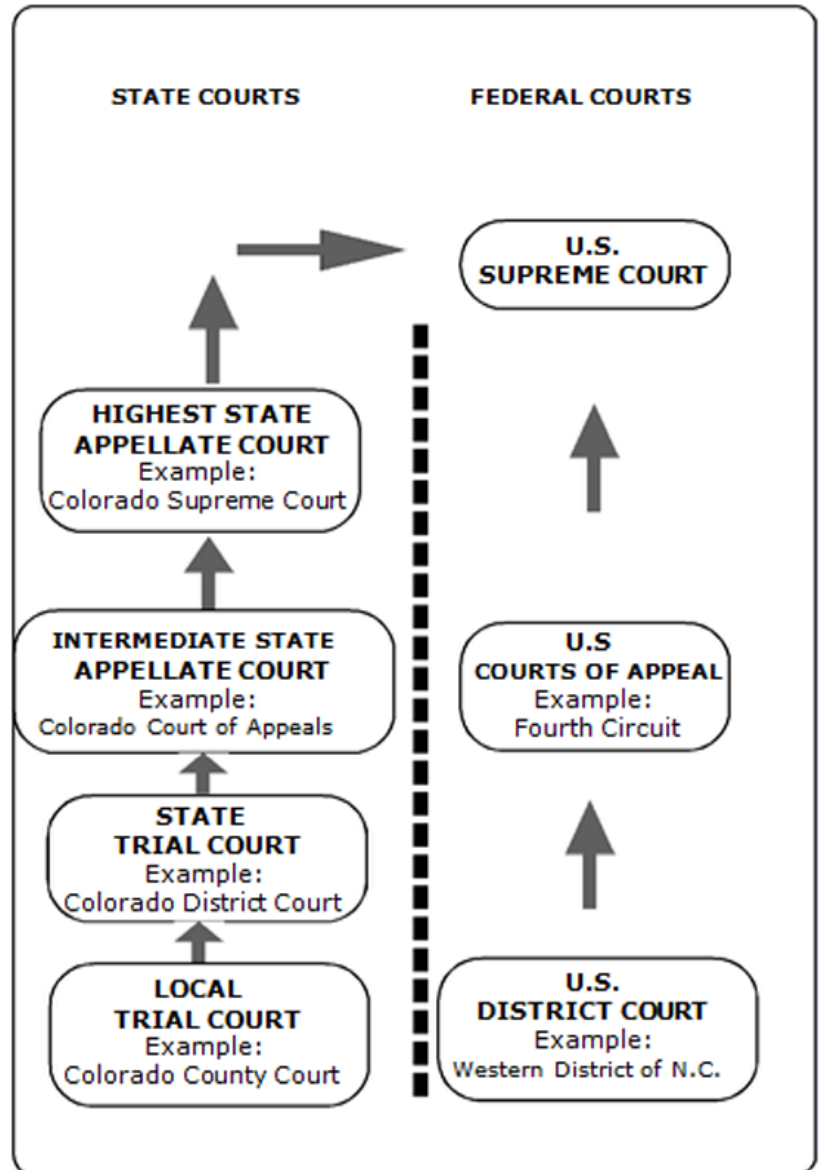 STATE COURTS
FEDERAL COURTS
U.S.
SUPREME COURT
HIGHEST STATE
APPELLATE COURT
Example:
Colorado Supreme Court
INTERMEDIATE STATE
APPELLATE COURT
Example:
Colorado Court of Appeals
U.S
COURTS OF APPEAL
Example:
Fourth Circuit
STATE
TRIAL COURT
Example:
Colorado District Court
LOCAL
TRIAL COURT
Example:
Colorado County Court
U.S.
DISTRICT COURT
Example:
Western District of N.C.